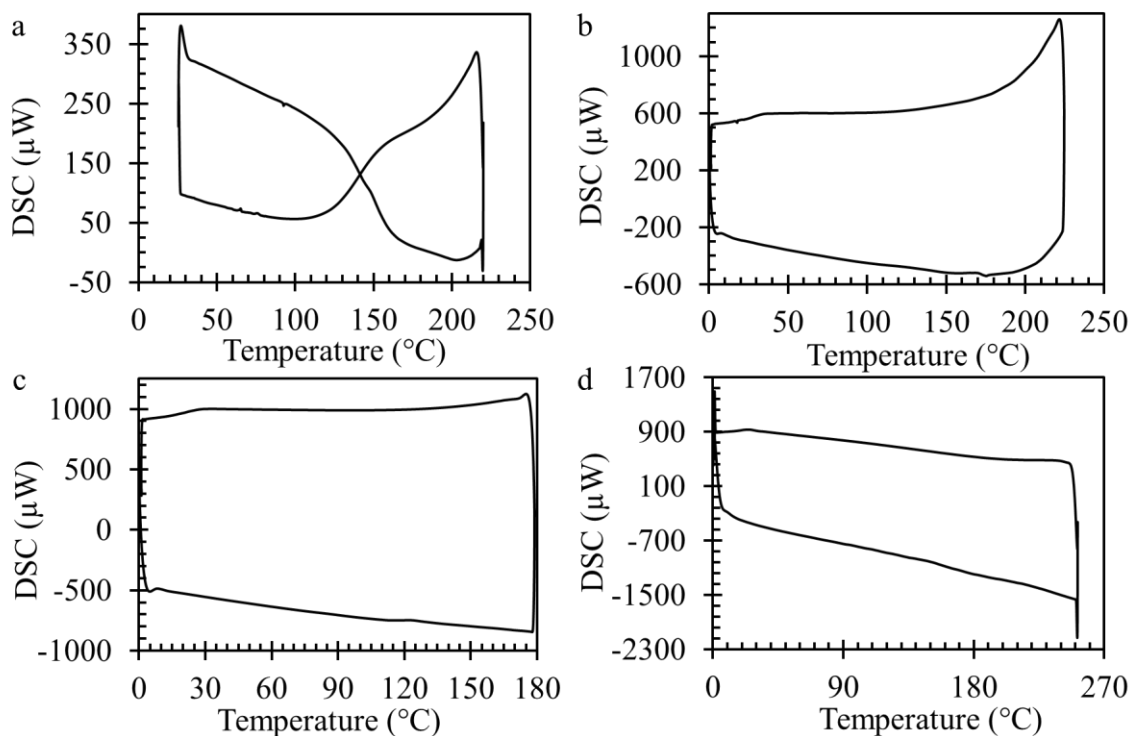 a
350
250
150
50
-50
DSC (µW)
0 50 100 150 200 250
Temperature (°C)
b
1000
600
200
-200
-600
DSC (µW)
0 50 100 150 200 250
Temperature (°C)
c
1000
500
0
-500
-1000
DSC (µW)
0 30 60 90 120 150 180
Temperature (°C)
d
1700
900
100
-700
-1500
-2300
DSC (µW)
0 90 180 270
Temperature (°C)